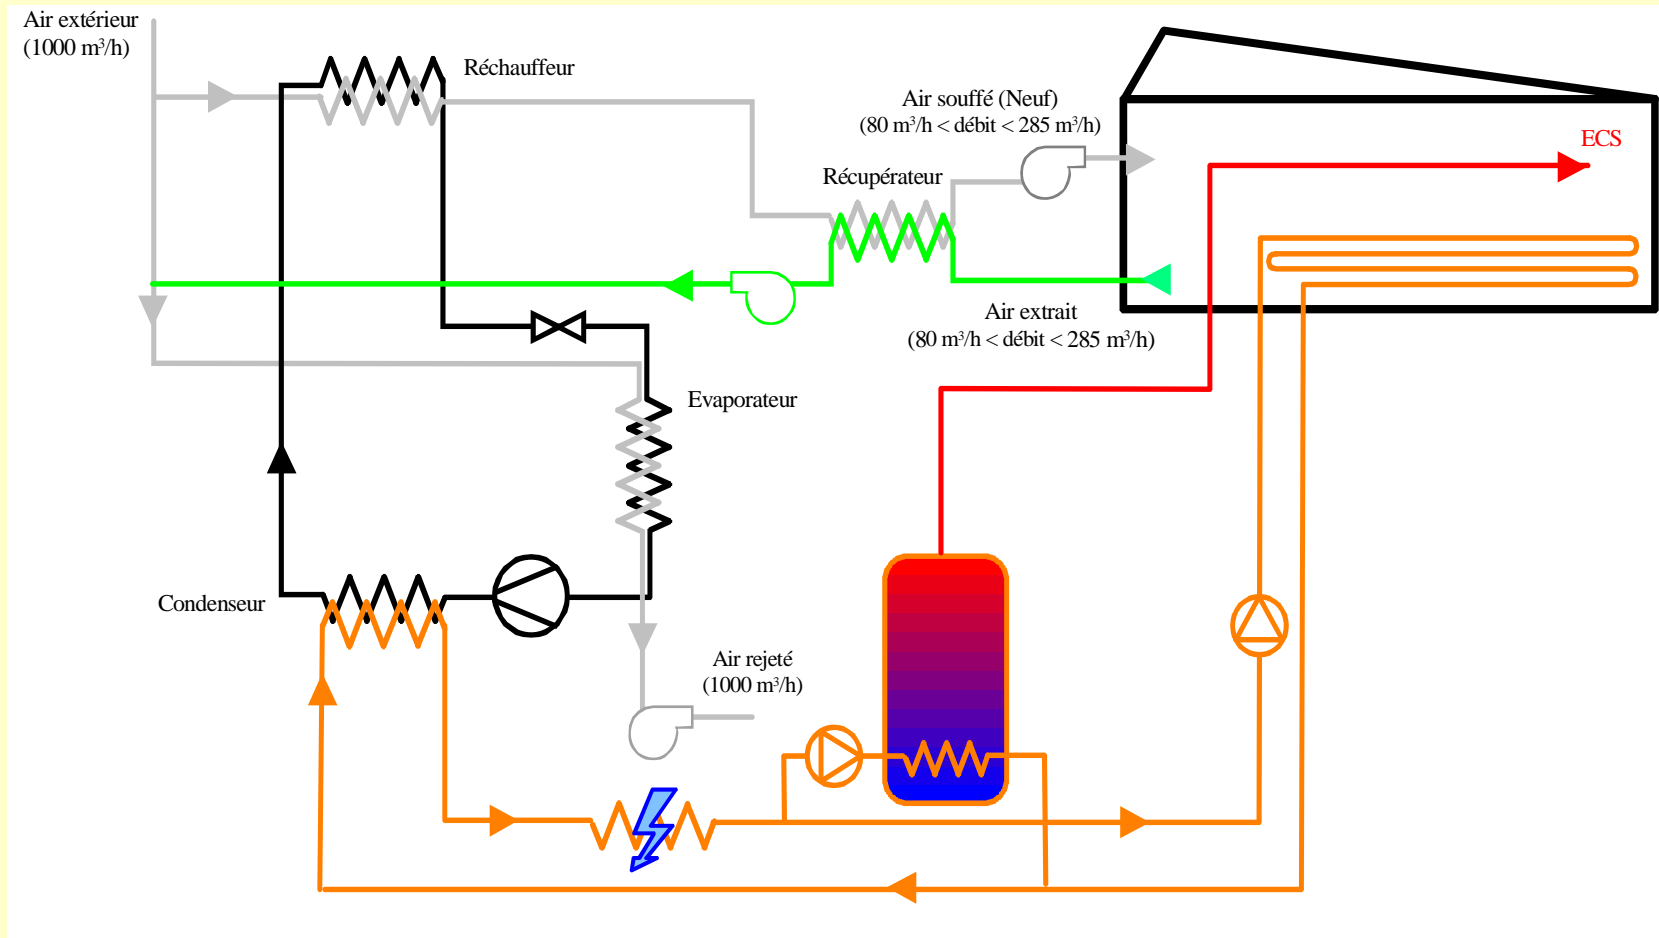 Air extérieur
(1000 m³/h)
Réchauffeur
Air souffé (Neuf)
(80 m³/h < débit < 285 m³/h)
ECS
Récupérateur
Air extrait
(80 m³/h < débit < 285 m³/h)
Evaporateur
Condenseur
Air rejeté
(1000 m³/h)